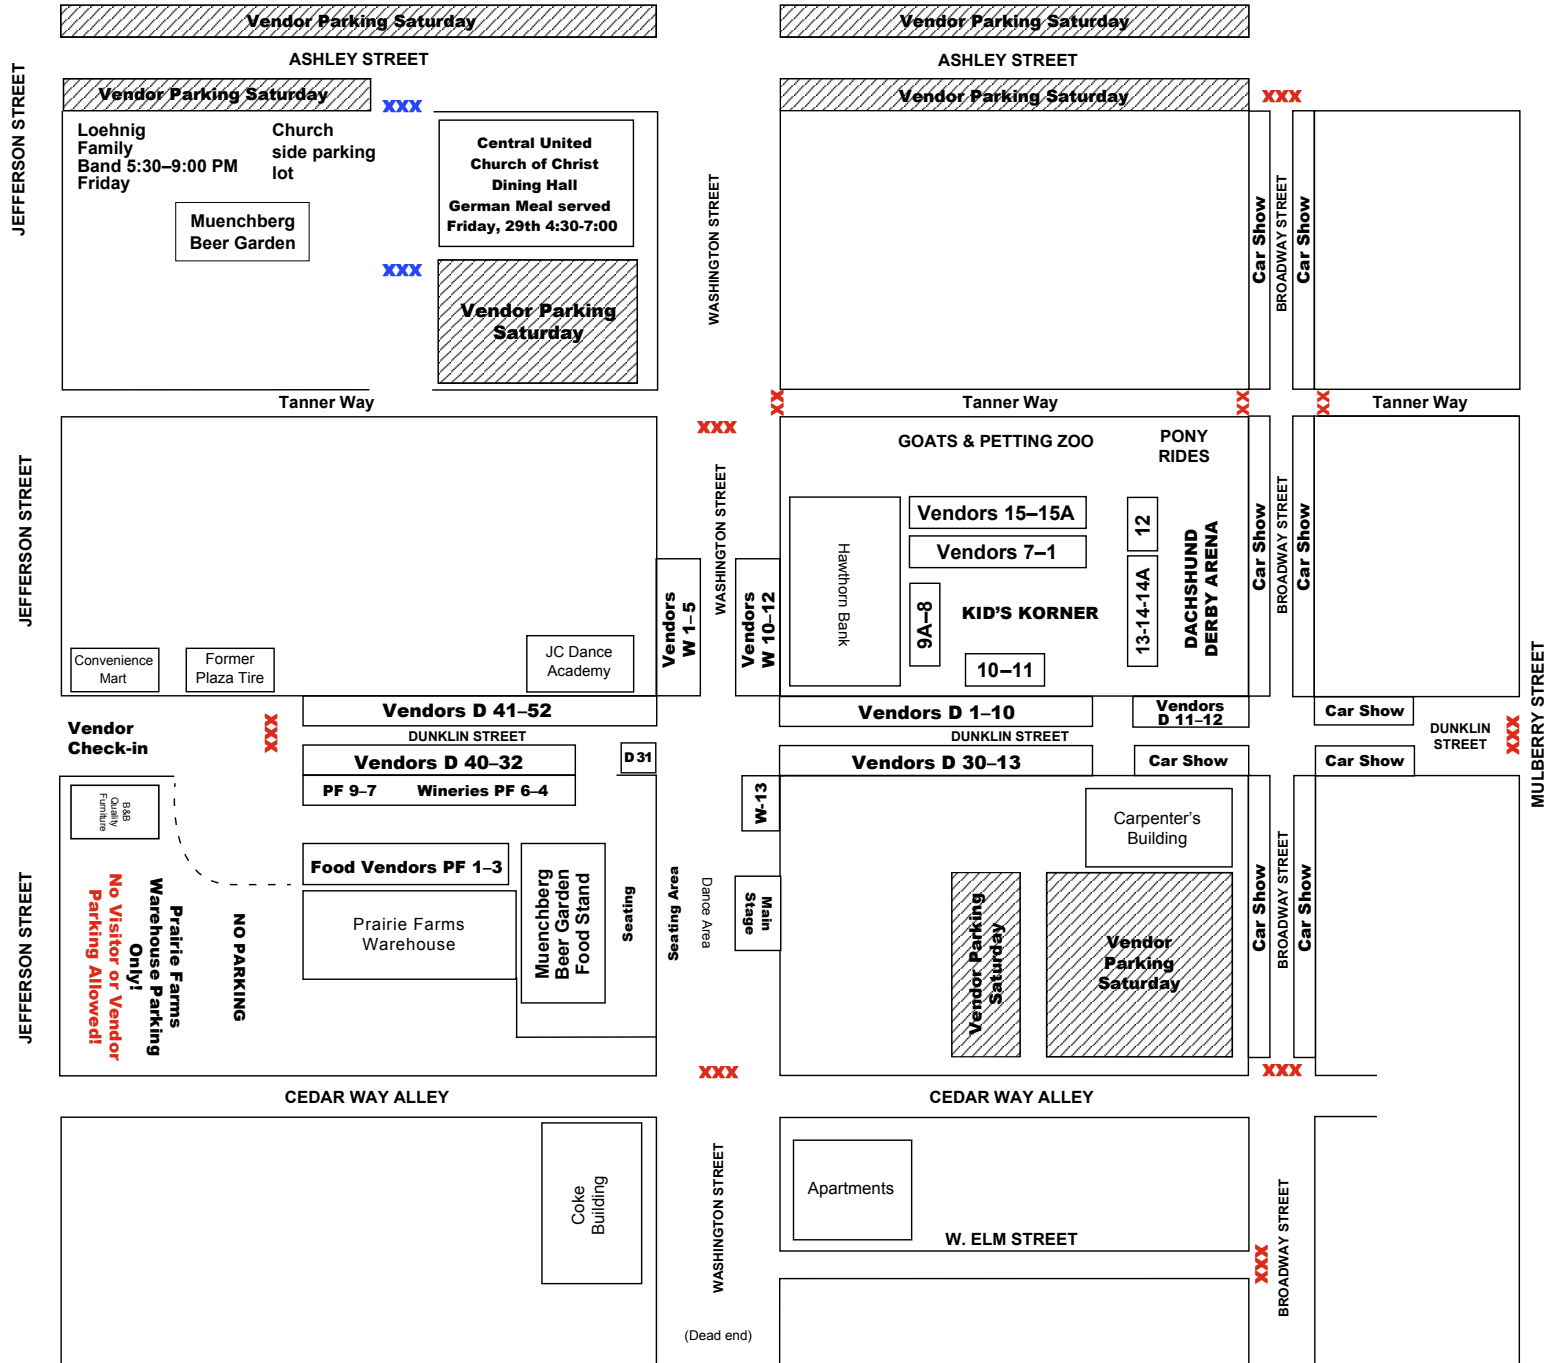 Vendor Parking Saturday
Vendor Parking Saturday
ASHLEY STREET
ASHLEY STREET
JEFFERSON STREET
Vendor Parking Saturday
XXX
Vendor Parking Saturday
XXX
Loehnig
Family
Band 5:30–9:00 PM
Friday
Church
side parking
lot
Central United
Church of Christ
Dining Hall
German Meal served
Friday, 29th 4:30-7:00
Muenchberg
Beer Garden
XXX
Vendor Parking
Saturday
WASHINGTON STREET
Car Show
BROADWAY STREET
Car Show
Tanner Way
XX
Tanner Way
XX
XX
Tanner Way
XXX
JEFFERSON STREET
WASHINGTON STREET
GOATS & PETTING ZOO
PONY
RIDES
Hawthorn Bank
Vendors 15–15A
Vendors 7–1
9A–8
KID'S KORNER
10–11
12
13-14-14A
DACHSHUND
DERBY ARENA
Car Show
BROADWAY STREET
Car Show
Convenience
Mart
Former
Plaza Tire
JC Dance
Academy
Vendors
W 1–5
Vendors
W 10–12
MULBERRY STREET
Vendor
Check-in
XXX
Vendors D 41–52
DUNKLIN STREET
Vendors D 40–32
D 31
PF 9–7
Wineries PF 6–4
Vendors D 1–10
Vendors
D 11–12
DUNKLIN STREET
Vendors D 30–13
Car Show
Car Show
DUNKLIN
STREET
XXX
Car Show
B&B
Quality
Furniture
JEFFERSON STREET
No Visitor or Vendor
Parking Allowed!
Prairie Farms
Warehouse Parking
Only!
NO PARKING
Food Vendors PF 1–3
Prairie Farms
Warehouse
Muenchberg
Beer Garden
Food Stand
Seating
Seating Area
Dance Area
W-13
Main
Stage
Carpenter's
Building
Vendor Parking
Saturday
Vendor
Parking
Saturday
Car Show
BROADWAY STREET
Car Show
XXX
XXX
CEDAR WAY ALLEY
CEDAR WAY ALLEY
Coke
Building
WASHINGTON STREET
Apartments
W. ELM STREET
XXX
BROADWAY STREET
(Dead end)